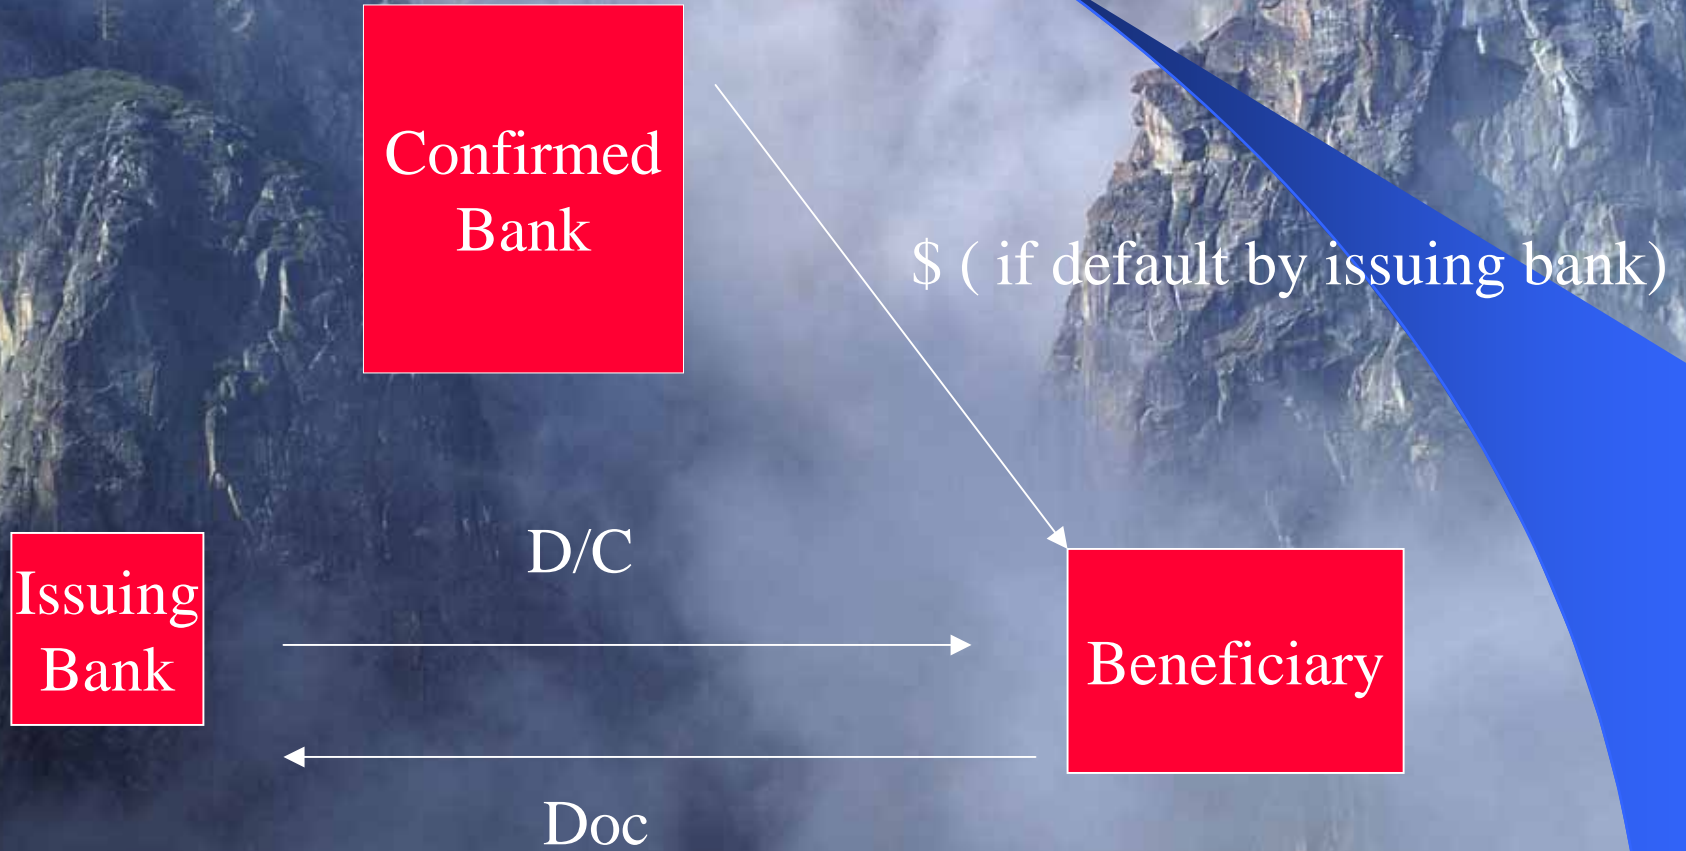 Confirmed
Bank
$ ( if default by issuing bank)
D/C
Issuing
Bank
Beneficiary
Doc